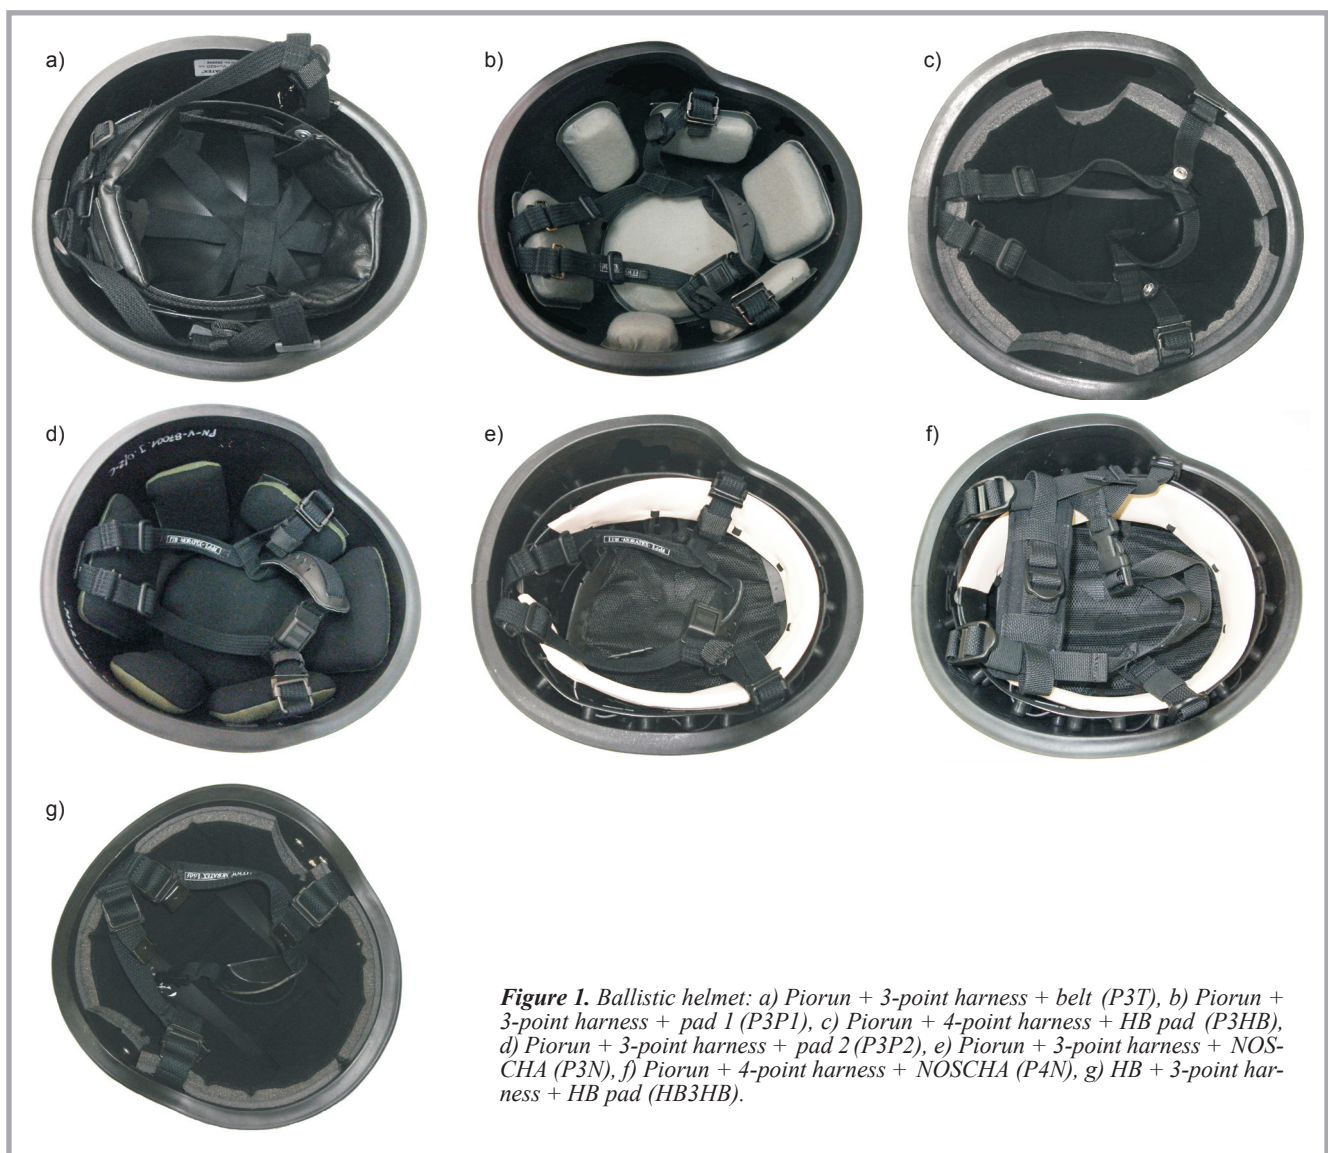 a)
b)
c)
d)
PN-V-87001
e)
f)
g)
Figure 1. Ballistic helmet: a) Piorun + 3-point harness + belt (P3T), b) Piorun +
3-point harness + pad 1 (P3P1), c) Piorun + 4-point harness + HB pad (P3HB),
d) Piorun + 3-point harness + pad 2 (P3P2), e) Piorun + 3-point harness + NOS-
CHA (P3N), f) Piorun + 4-point harness + NOSCHA (P4N), g) HB + 3-point har-
ness + HB pad (HB3HB).